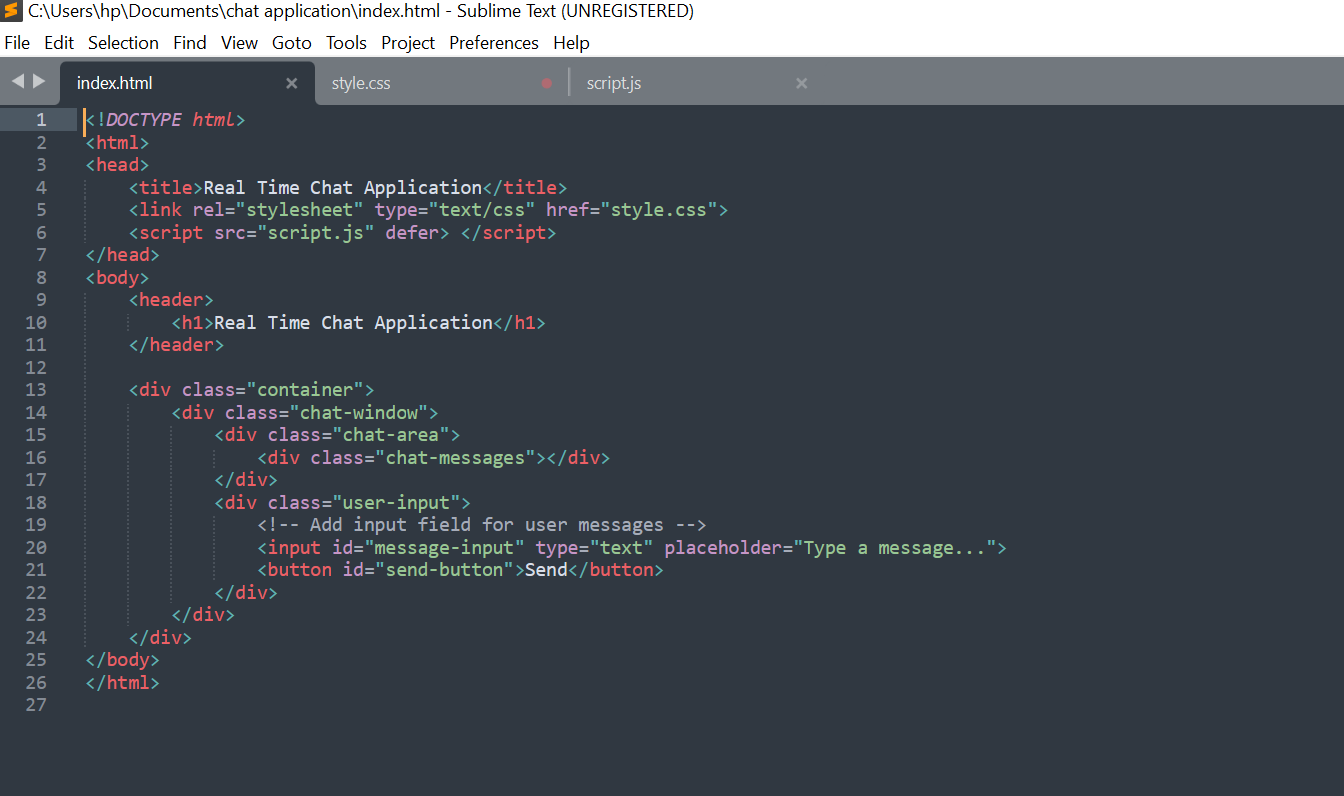 C:\Users\hp\Documents\chat application\index.html - Sublime Text (UNREGISTERED)
File Edit Selection Find View Goto Tools Project Preferences Help
index.html style.css script.js
1 <!DOCTYPE html>
2 <html>
3 <head>
4     <title>Real Time Chat Application</title>
5     <link rel="stylesheet" type="text/css" href="style.css">
6     <script src="script.js" defer> </script>
7 </head>
8 <body>
9     <header>
10         <h1>Real Time Chat Application</h1>
11     </header>
12
13     <div class="container">
14         <div class="chat-window">
15             <div class="chat-area">
16                 <div class="chat-messages"></div>
17             </div>
18             <div class="user-input">
19                 <!-- Add input field for user messages -->
20                 <input id="message-input" type="text" placeholder="Type a message...">
21                 <button id="send-button">Send</button>
22             </div>
23         </div>
24     </div>
25 </body>
26 </html>
27